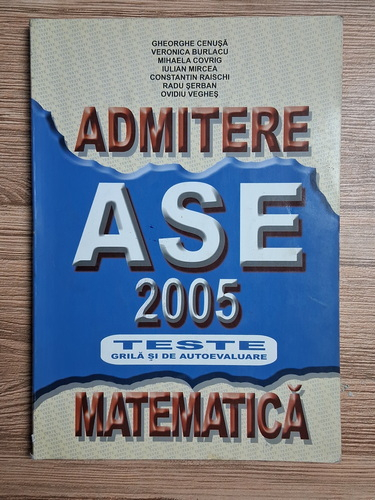 GHEORGHE CENUȘĂ
VERONICA BURLACU
MIHAELA COVRIG
IULIAN MIRCEA
CONSTANTIN RAISCHI
RADU ȘERBAN
OVIDIU VEGHEȘ
ADMITERE
ASE
2005
TESTE
GRILĂ ȘI DE AUTOEVALUARE
MATEMATICĂ